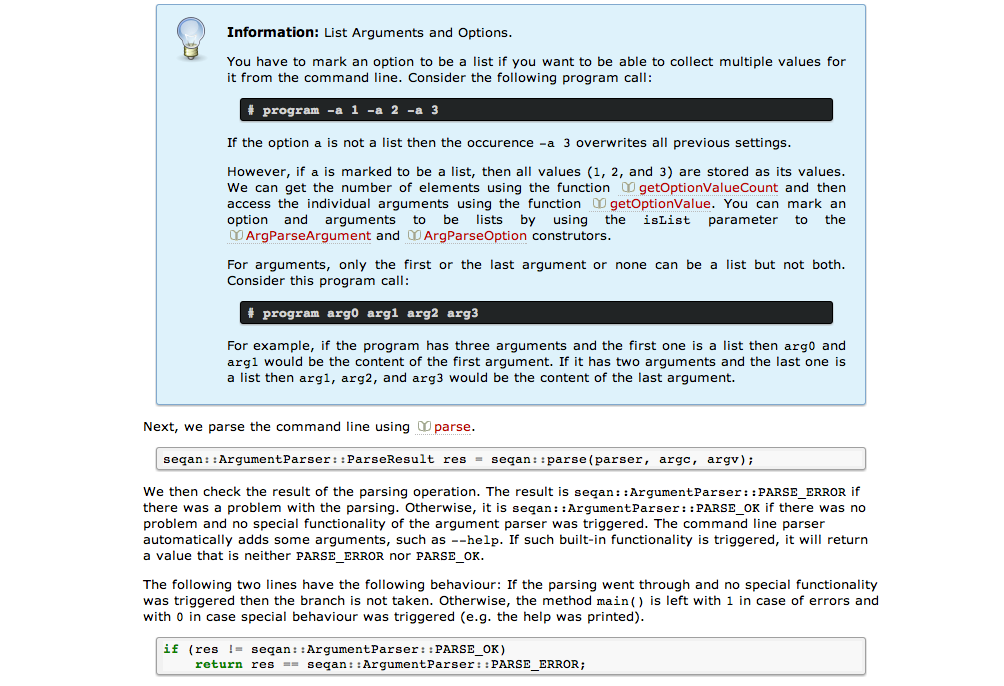 Information: List Arguments and Options.
You have to mark an option to be a list if you want to be able to collect multiple values for
it from the command line. Consider the following program call:
# program -a 1 -a 2 -a 3
If the option a is not a list then the occurence -a 3 overwrites all previous settings.
However, if a is marked to be a list, then all values (1, 2, and 3) are stored as its values.
We can get the number of elements using the function getOptionValueCount and then
access the individual arguments using the function getOptionValue. You can mark an
option and arguments to be lists by using the isList parameter to the
ArgParseArgument and ArgParseOption construtors.
For arguments, only the first or the last argument or none can be a list but not both.
Consider this program call:
# program arg0 arg1 arg2 arg3
For example, if the program has three arguments and the first one is a list then arg0 and
arg1 would be the content of the first argument. If it has two arguments and the last one is
a list then arg1, arg2, and arg3 would be the content of the last argument.
Next, we parse the command line using parse.
seqan::ArgumentParser::ParseResult res = seqan::parse(parser, argc, argv);
We then check the result of the parsing operation. The result is seqan::ArgumentParser::PARSE_ERROR if
there was a problem with the parsing. Otherwise, it is seqan::ArgumentParser::PARSE_OK if there was no
problem and no special functionality of the argument parser was triggered. The command line parser
automatically adds some arguments, such as --help. If such built-in functionality is triggered, it will return
a value that is neither PARSE_ERROR nor PARSE_OK.
The following two lines have the following behaviour: If the parsing went through and no special functionality
was triggered then the branch is not taken. Otherwise, the method main() is left with 1 in case of errors and
with 0 in case special behaviour was triggered (e.g. the help was printed).
if (res != seqan::ArgumentParser::PARSE_OK)
return res == seqan::ArgumentParser::PARSE_ERROR;